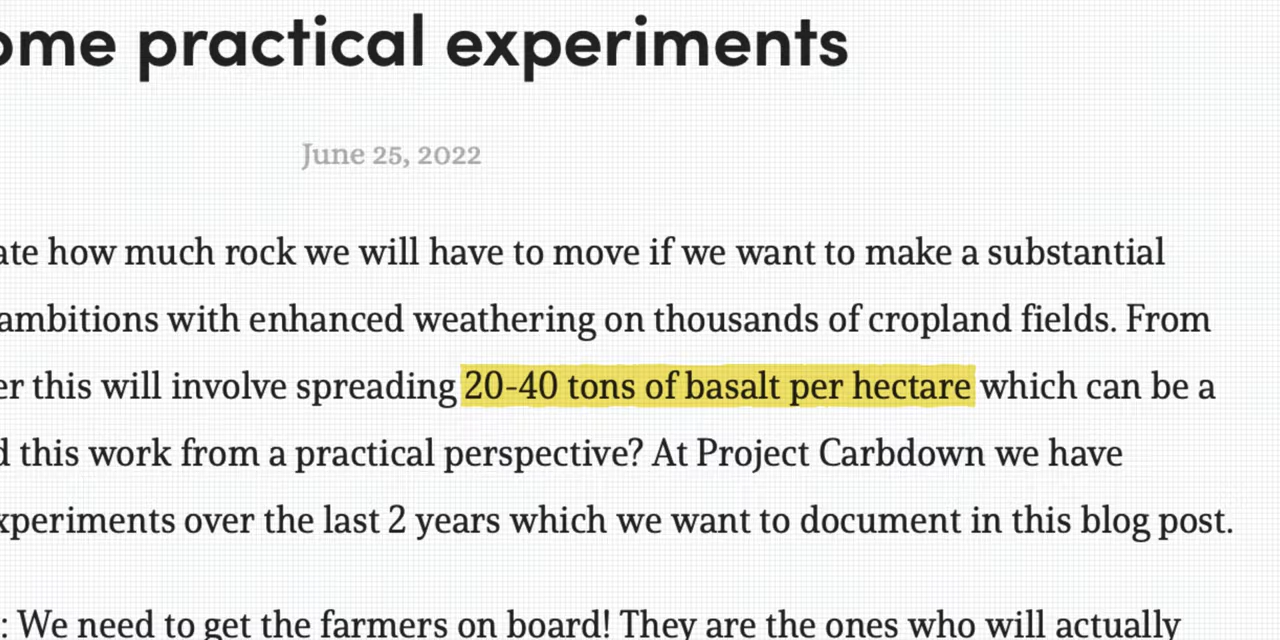 ome practical experiments
June 25, 2022
ate how much rock we will have to move if we want to make a substantial
ambitions with enhanced weathering on thousands of cropland fields. From
er this will involve spreading 20-40 tons of basalt per hectare which can be a
d this work from a practical perspective? At Project Carbdown we have
xperiments over the last 2 years which we want to document in this blog post.
: We need to get the farmers on board! They are the ones who will actually